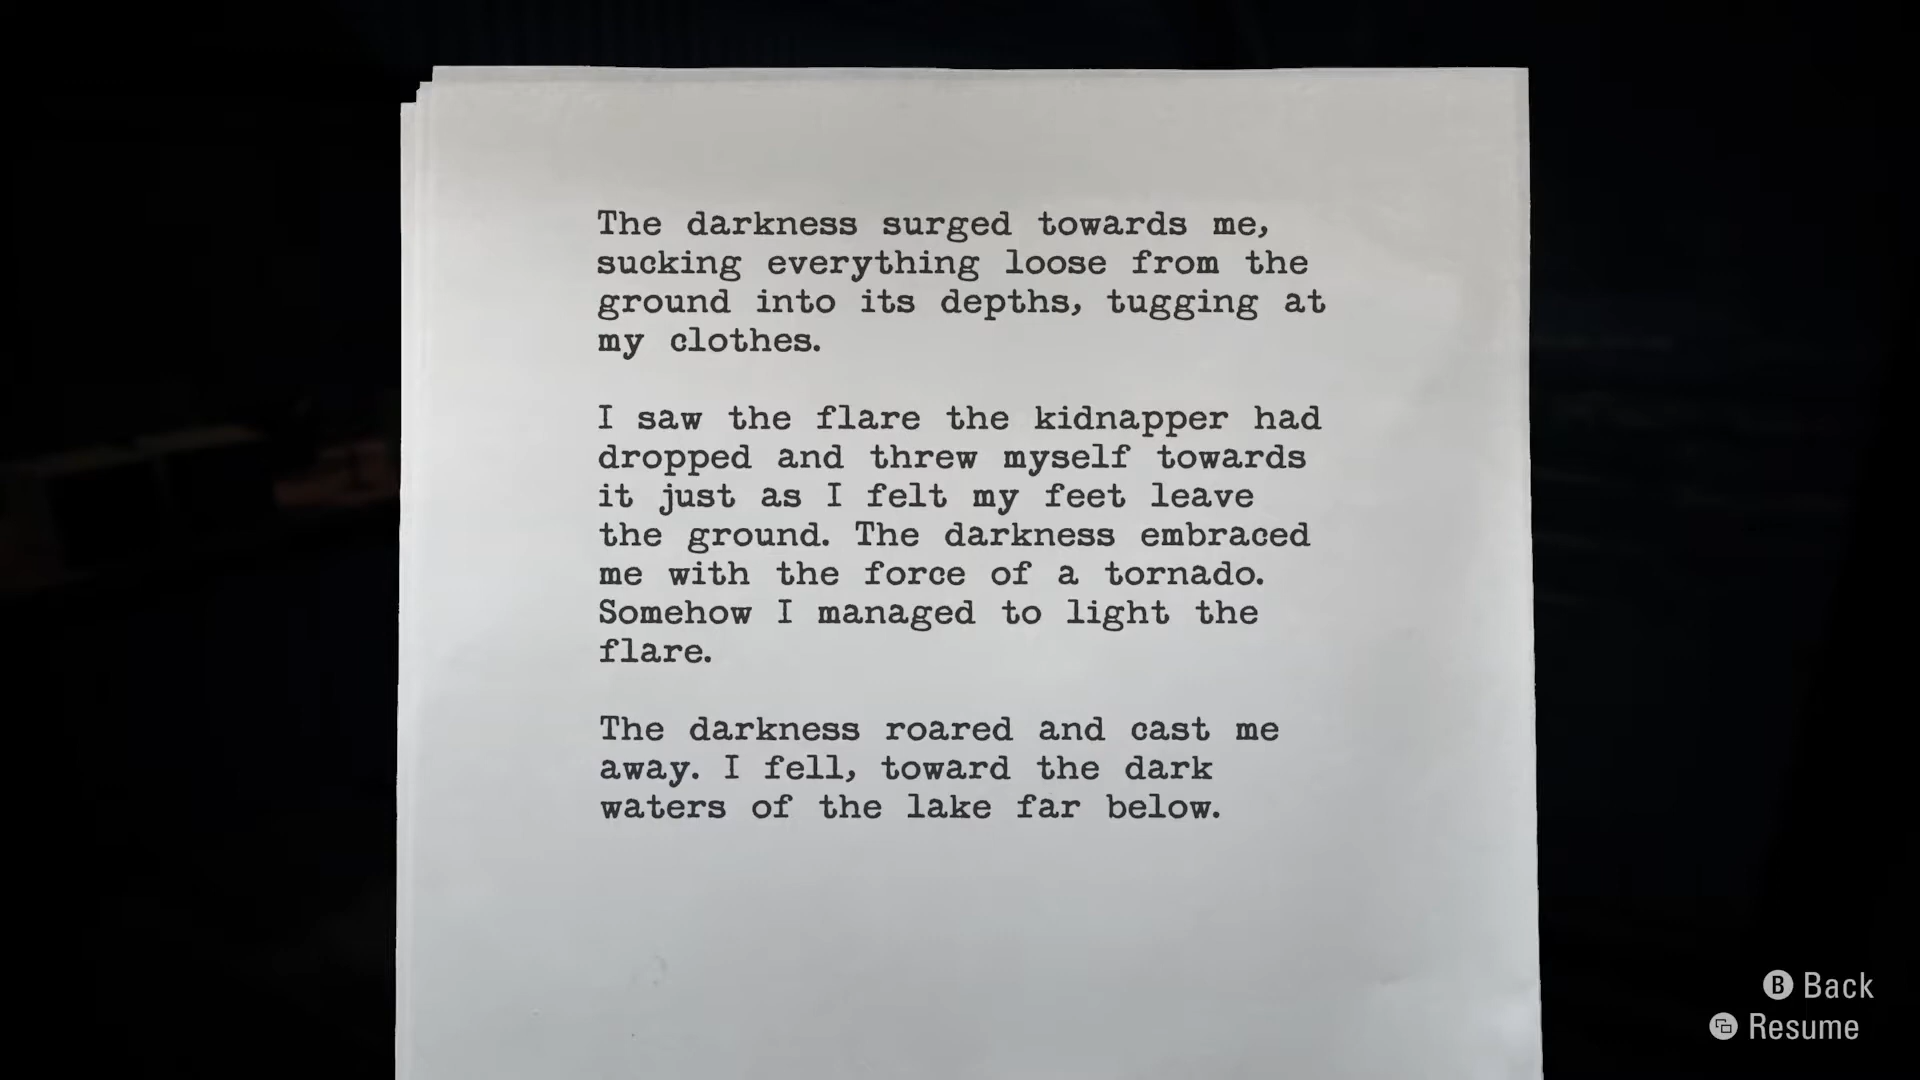 The darkness surged towards me,
sucking everything loose from the
ground into its depths, tugging at
my clothes.
I saw the flare the kidnapper had
dropped and threw myself towards
it just as I felt my feet leave
the ground. The darkness embraced
me with the force of a tornado.
Somehow I managed to light the
flare.
The darkness roared and cast me
away. I fell, toward the dark
waters of the lake far below.
B Back
Resume